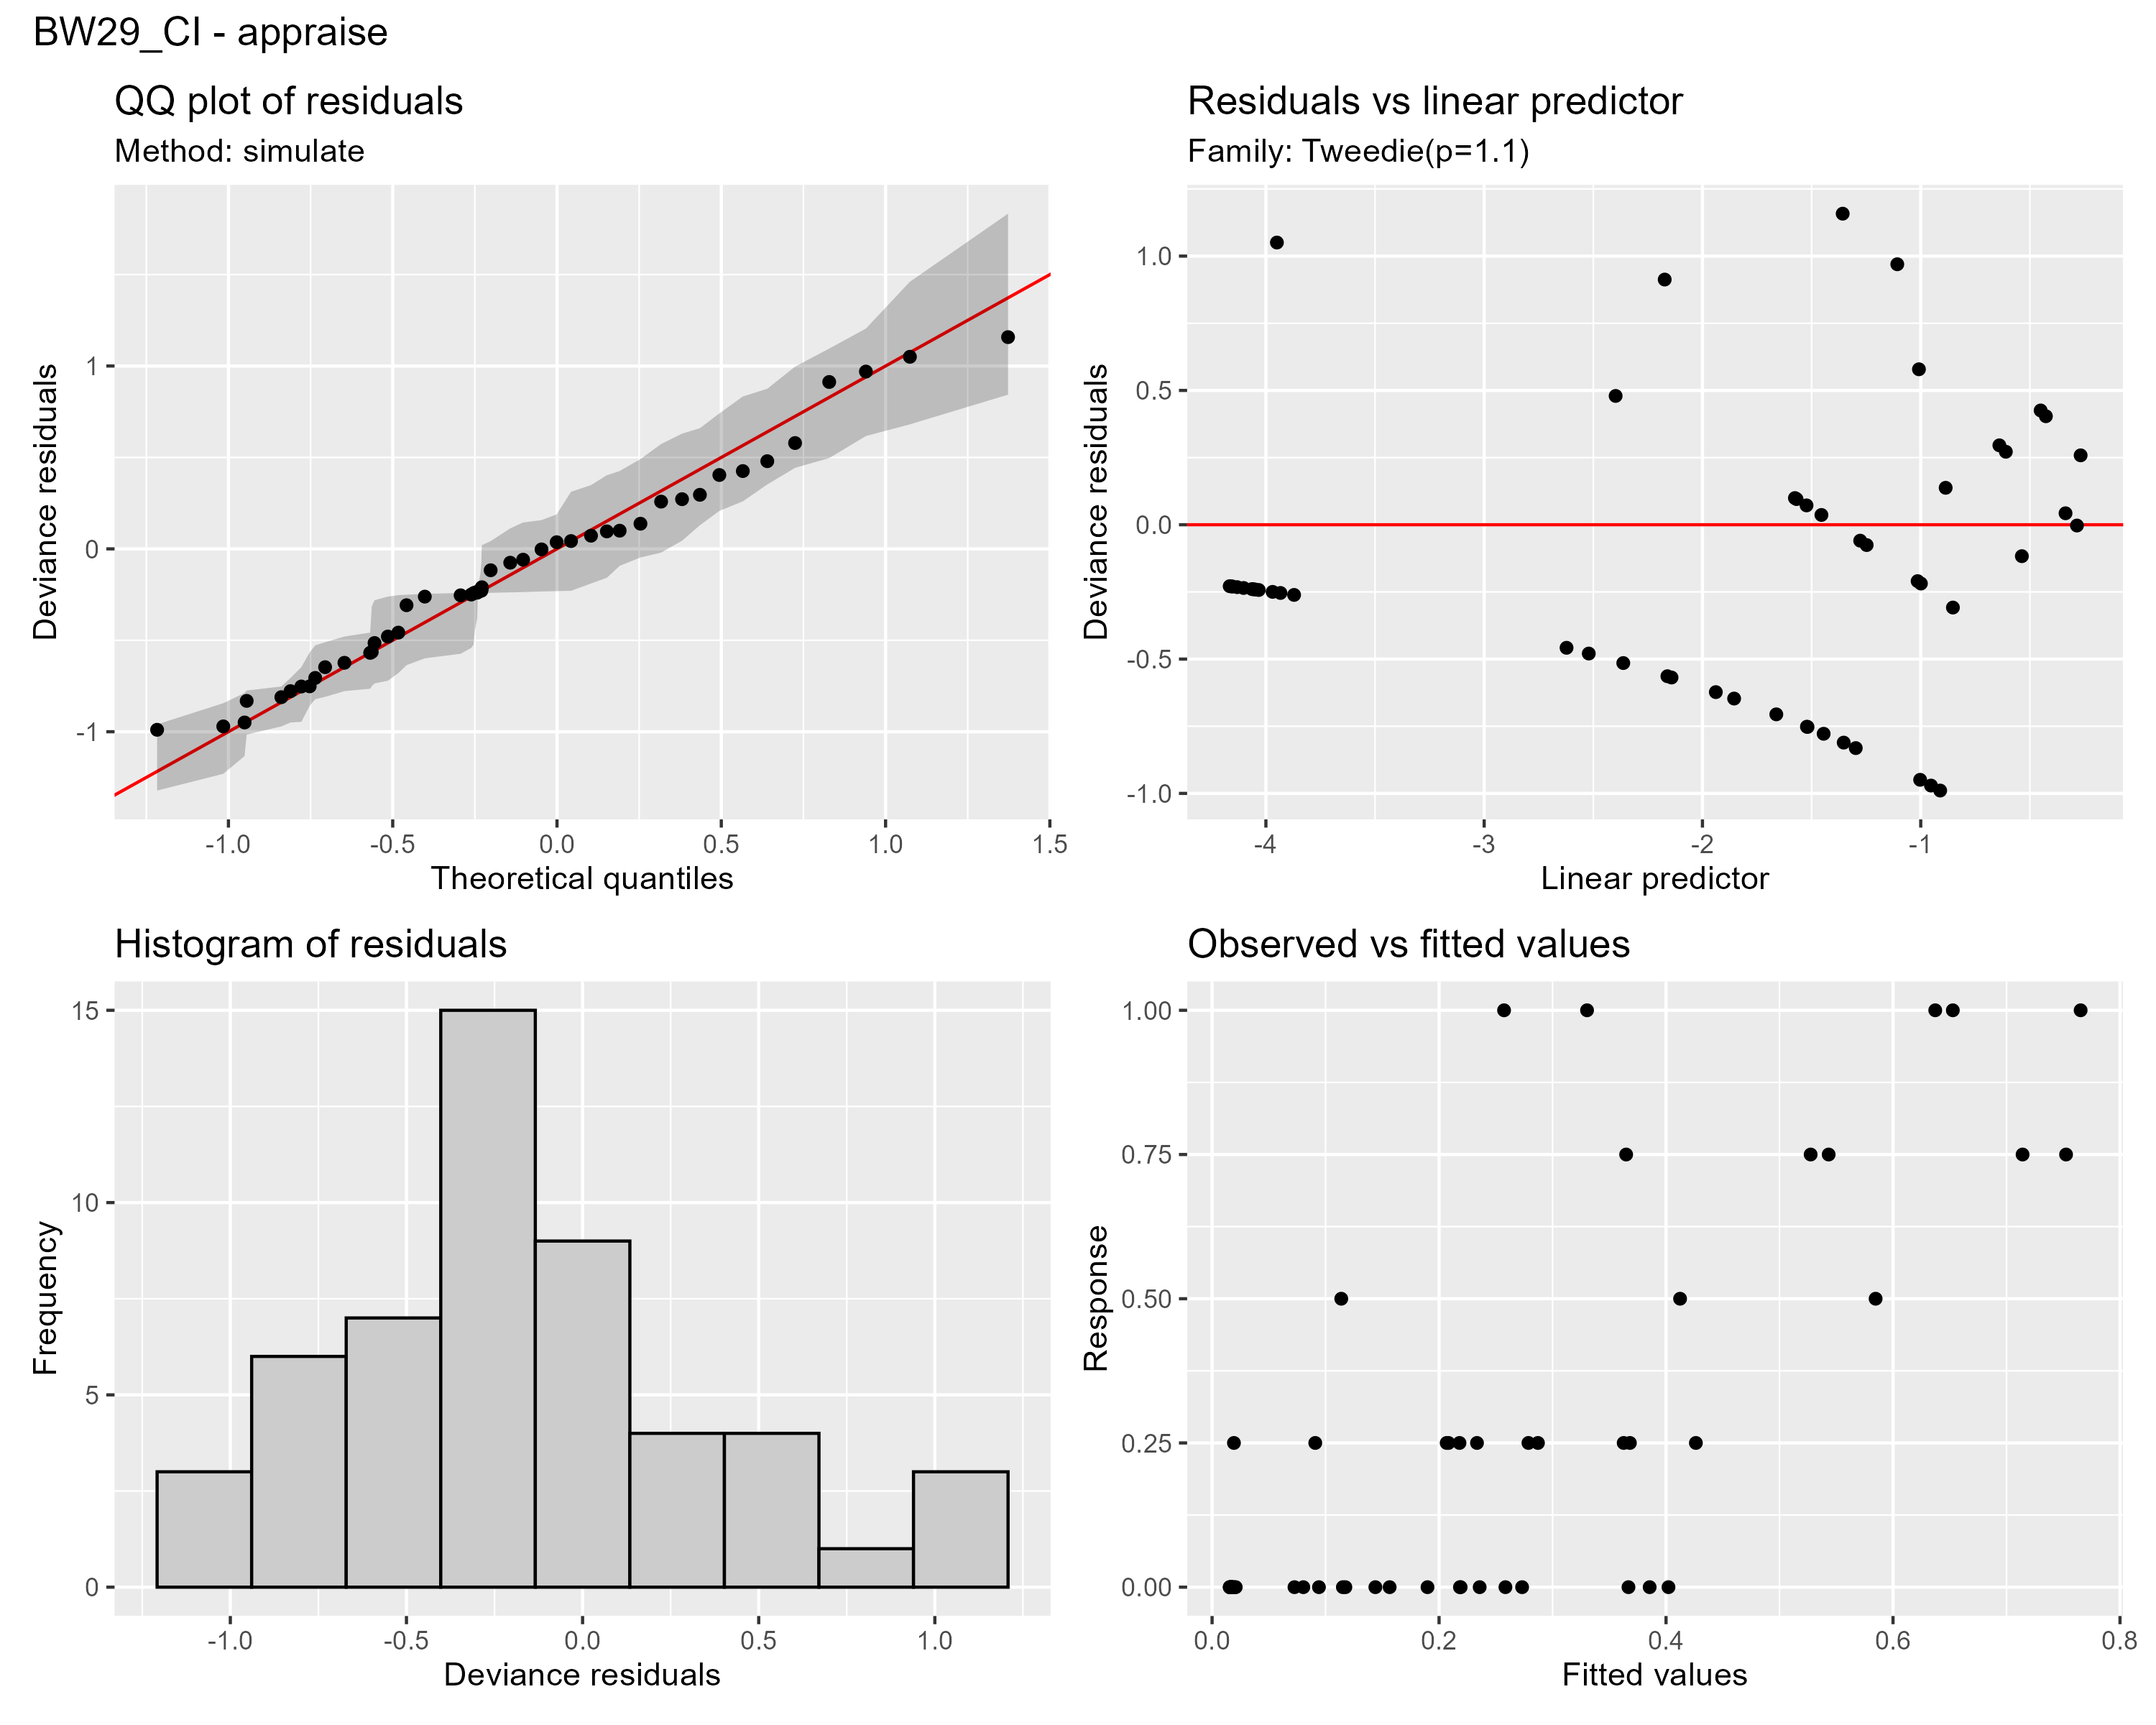 BW29_CI - appraise
QQ plot of residuals
Method: simulate
Deviance residuals
1
0
-1
-1.0 -0.5 0.0 0.5 1.0 1.5
Theoretical quantiles
Residuals vs linear predictor
Family: Tweedie(p=1.1)
Deviance residuals
1.0
0.5
0.0
-0.5
-1.0
-4 -3 -2 -1
Linear predictor
Histogram of residuals
Frequency
15
10
5
0
-1.0 -0.5 0.0 0.5 1.0
Deviance residuals
Observed vs fitted values
Response
1.00
0.75
0.50
0.25
0.00
0.0 0.2 0.4 0.6 0.8
Fitted values